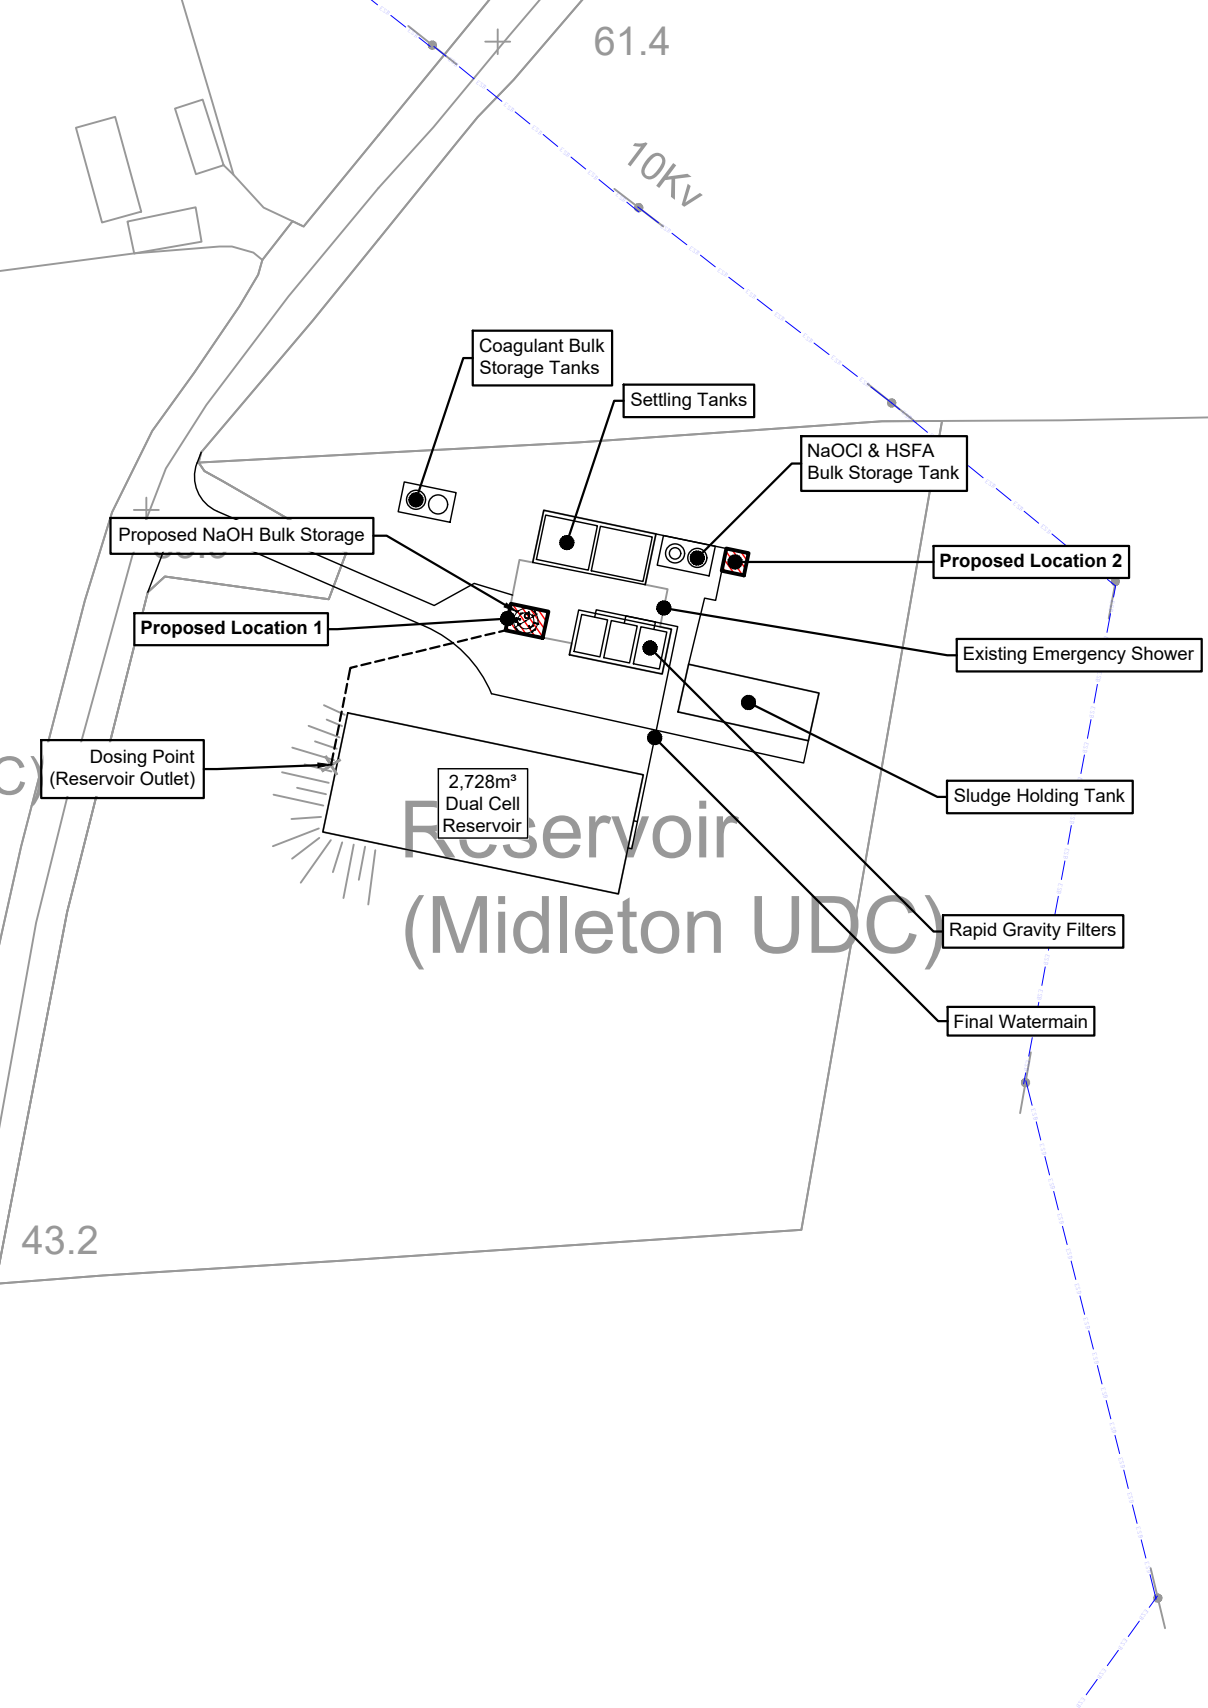 61.4
10Kv
Coagulant Bulk
Storage Tanks
Settling Tanks
NaOCl & HSFA
Bulk Storage Tank
Proposed NaOH Bulk Storage
Proposed Location 2
Proposed Location 1
Existing Emergency Shower
Dosing Point
(Reservoir Outlet)
C)
2,728m³
Dual Cell
Reservoir
Sludge Holding Tank
Reservoir
(Midleton UDC)
Rapid Gravity Filters
Final Watermain
43.2